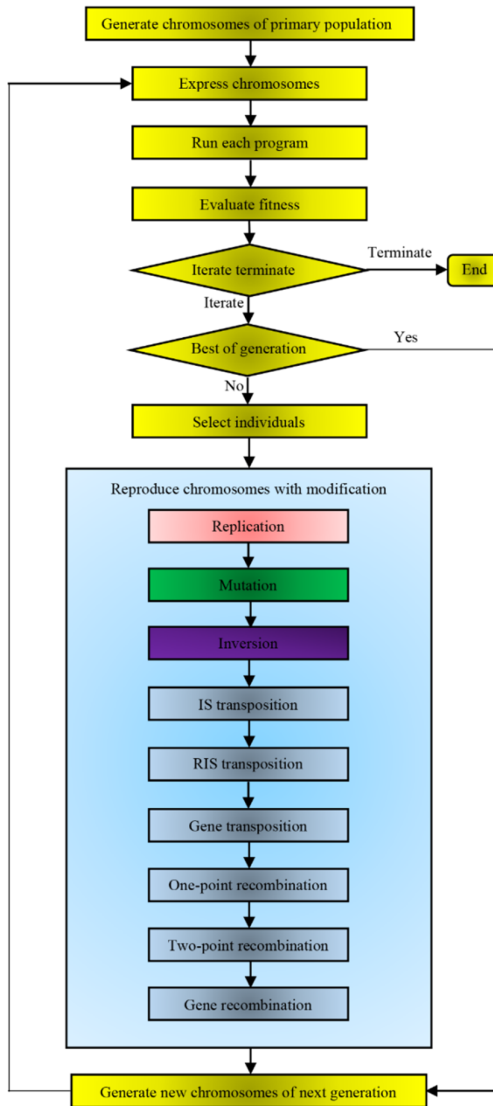 Generate chromosomes of primary population
Express chromosomes
Run each program
Evaluate fitness
Iterate terminate
Terminate
End
Iterate
Best of generation
Yes
No
Select individuals
Reproduce chromosomes with modification
Replication
Mutation
Inversion
IS transposition
RIS transposition
Gene transposition
One-point recombination
Two-point recombination
Gene recombination
Generate new chromosomes of next generation